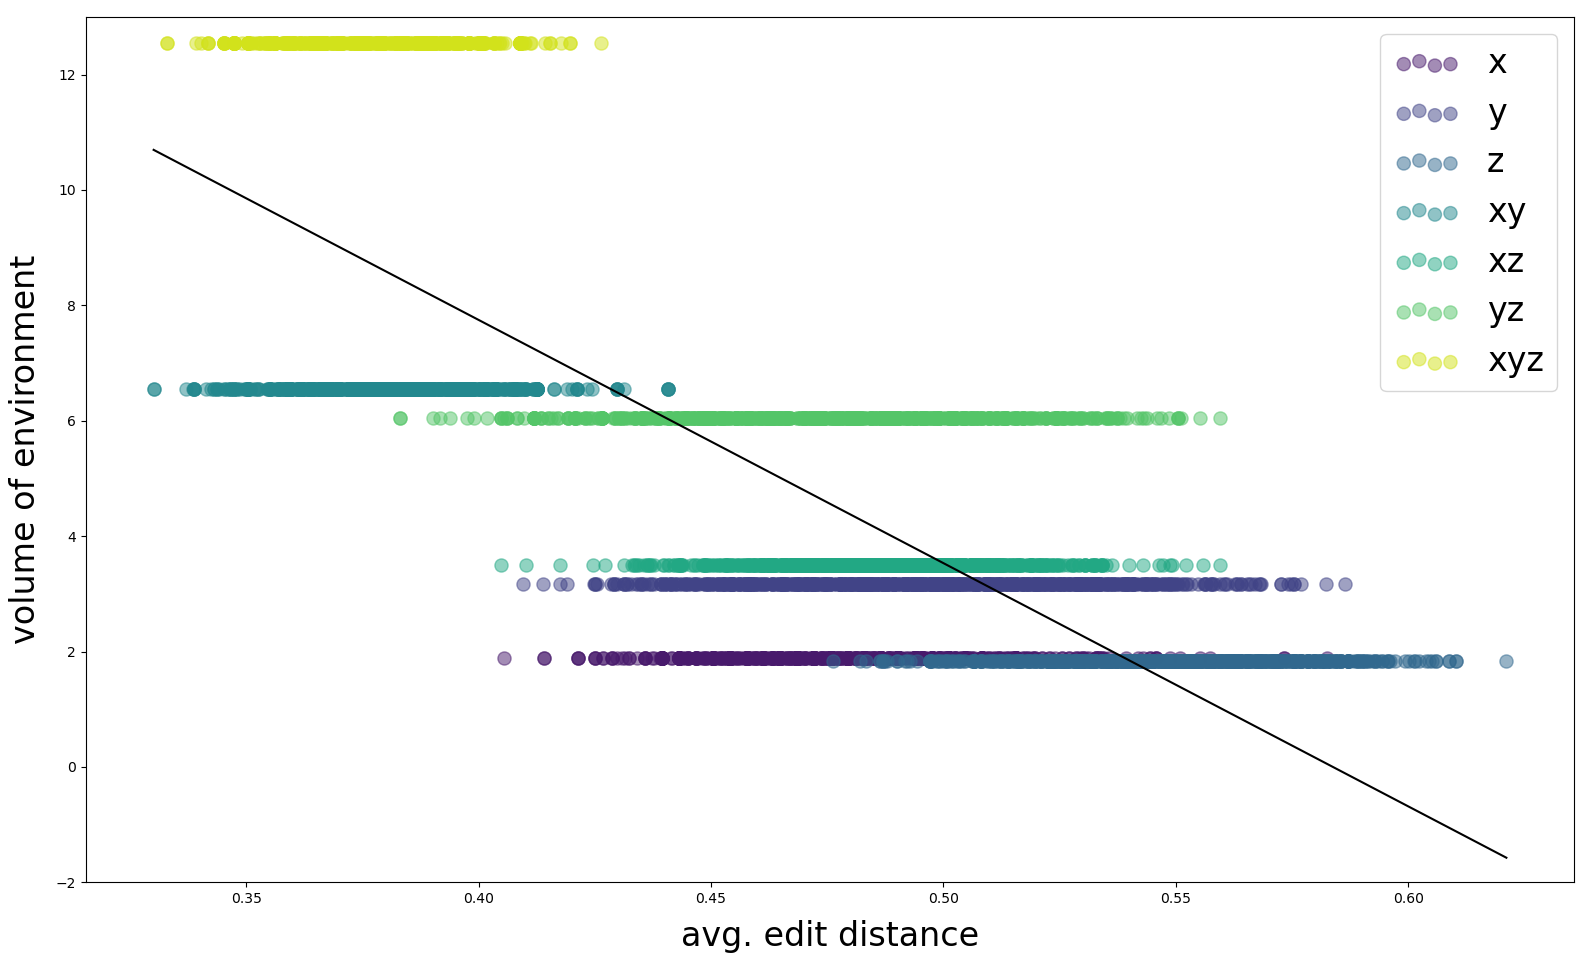 12
10
8
6
4
2
0
−2
volume of environment
0.35 0.40 0.45 0.50 0.55 0.60
avg. edit distance
x
y
z
xy
xz
yz
xyz